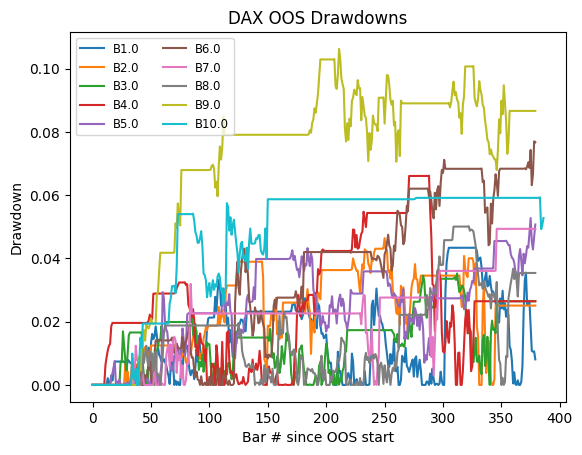 DAX OOS Drawdowns
B1.0 B6.0
B2.0 B7.0
B3.0 B8.0
B4.0 B9.0
B5.0 B10.0
0.10
0.08
0.06
0.04
0.02
0.00
Drawdown
0 50 100 150 200 250 300 350 400
Bar # since OOS start